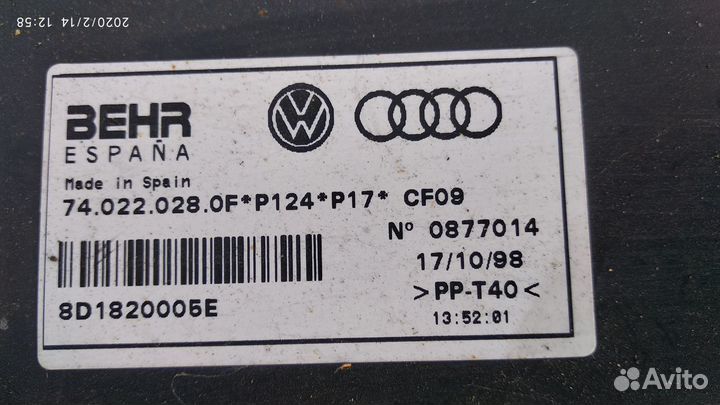 2020/2/14 12:58
BEHR
ESPAÑA
Made in Spain
74.022.028.0F*P124*P17* CF09
Nº 0877014
17/10/98
8D1820005E
>PP-T40<
13:52:01
Avito